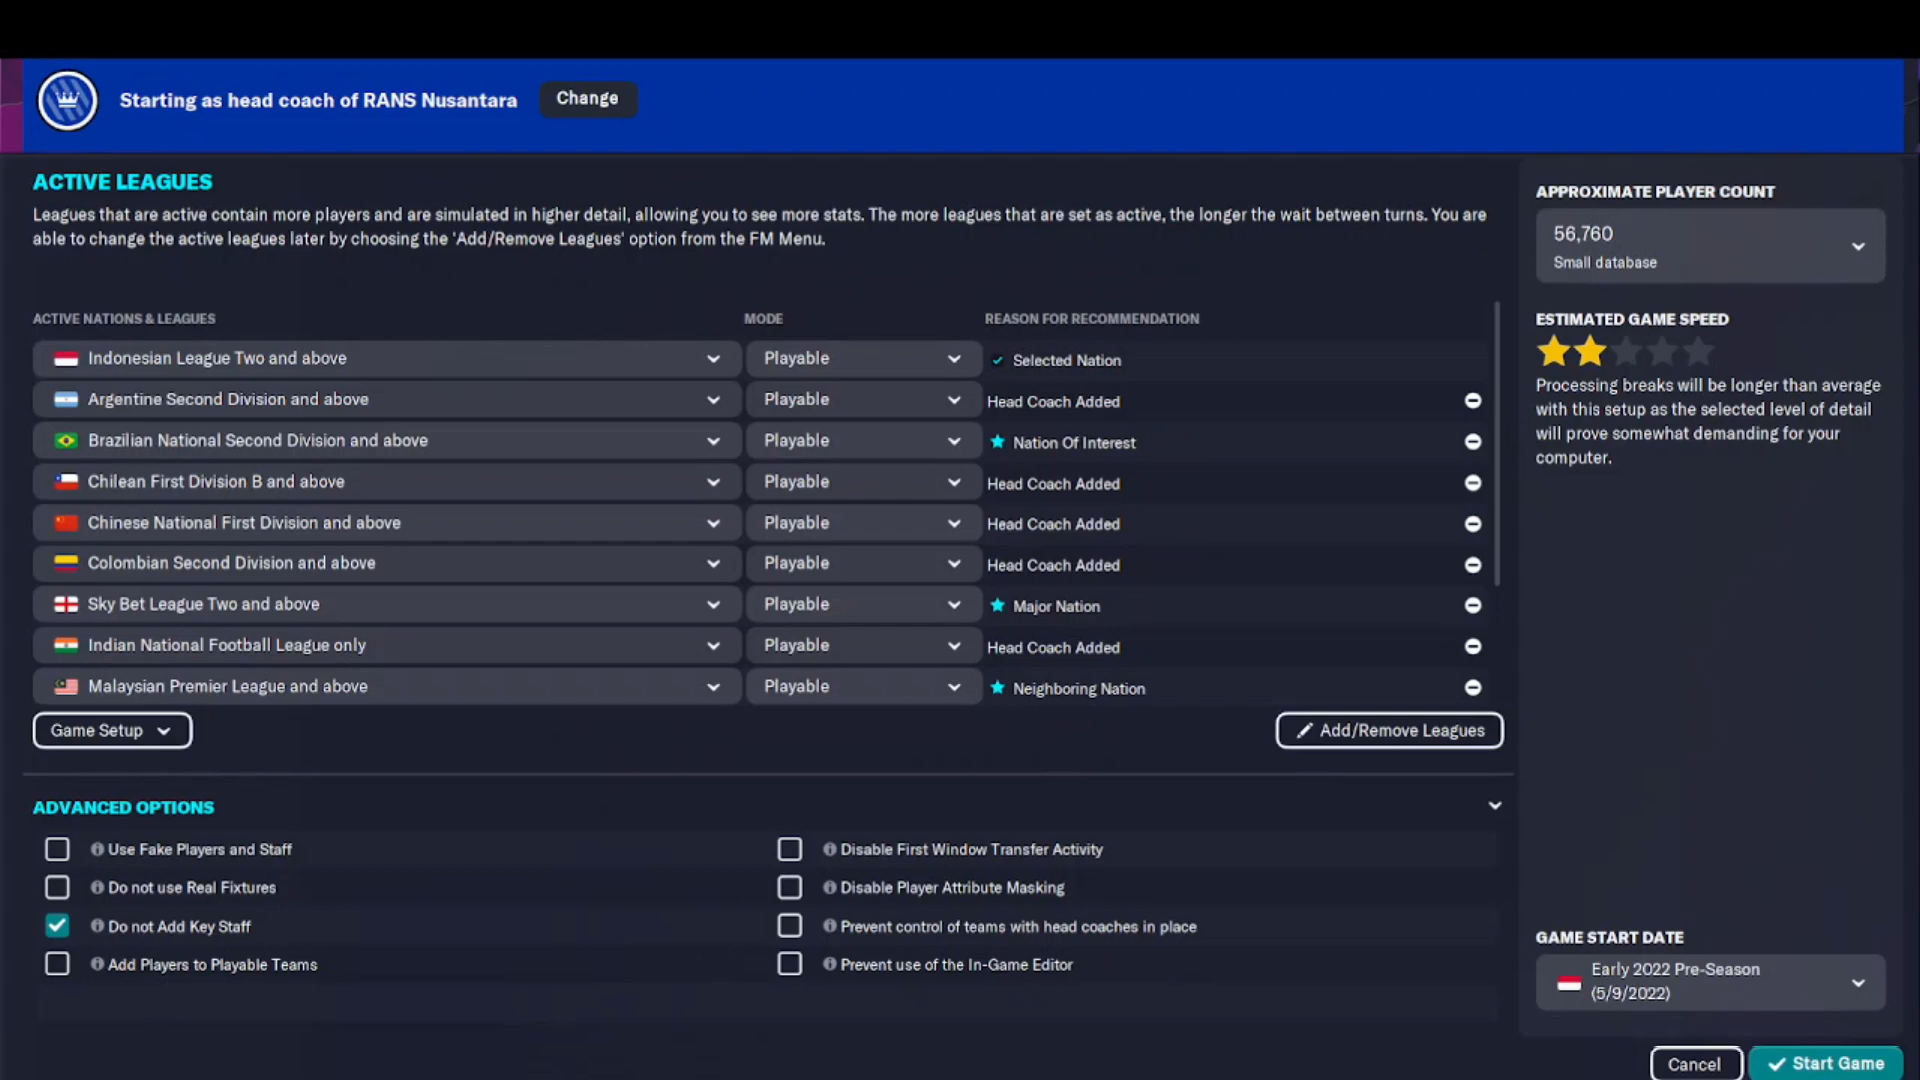 Starting as head coach of RANS Nusantara
Change
ACTIVE LEAGUES
Leagues that are active contain more players and are simulated in higher detail, allowing you to see more stats. The more leagues that are set as active, the longer the wait between turns. You are
able to change the active leagues later by choosing the 'Add/Remove Leagues' option from the FM Menu.
ACTIVE NATIONS & LEAGUES MODE REASON FOR RECOMMENDATION
Indonesian League Two and above Playable Selected Nation
Argentine Second Division and above Playable Head Coach Added
Brazilian National Second Division and above Playable Nation Of Interest
Chilean First Division B and above Playable Head Coach Added
Chinese National First Division and above Playable Head Coach Added
Colombian Second Division and above Playable Head Coach Added
Sky Bet League Two and above Playable Major Nation
Indian National Football League only Playable Head Coach Added
Malaysian Premier League and above Playable Neighboring Nation
Game Setup
Add/Remove Leagues
ADVANCED OPTIONS
Use Fake Players and Staff
Do not use Real Fixtures
Do not Add Key Staff
Add Players to Playable Teams
Disable First Window Transfer Activity
Disable Player Attribute Masking
Prevent control of teams with head coaches in place
Prevent use of the In-Game Editor
APPROXIMATE PLAYER COUNT
56,760
Small database
ESTIMATED GAME SPEED
Processing breaks will be longer than average
with this setup as the selected level of detail
will prove somewhat demanding for your
computer.
GAME START DATE
Early 2022 Pre-Season
(5/9/2022)
Cancel
Start Game